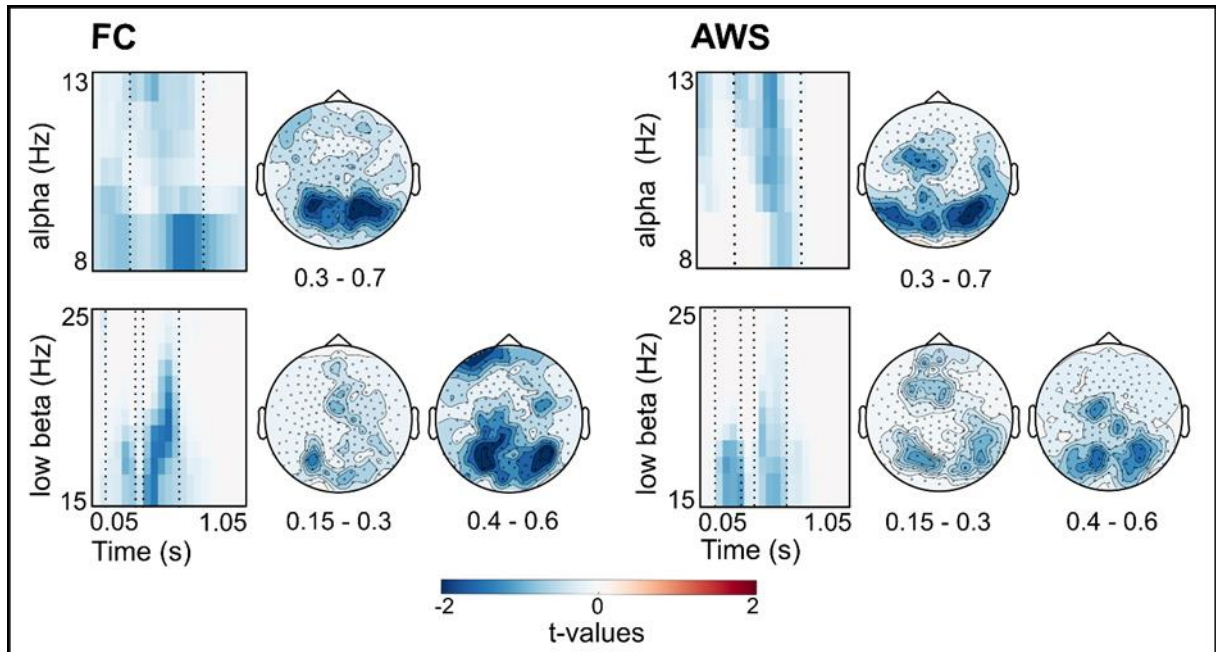 FC
13
alpha (Hz)
8
0.3 - 0.7
25
low beta (Hz)
15
0.05 1.05
Time (s)
0.15 - 0.3
0.4 - 0.6
AWS
13
alpha (Hz)
8
0.3 - 0.7
25
low beta (Hz)
15
0.05 1.05
Time (s)
0.15 - 0.3
0.4 - 0.6
-2 0 2
t-values